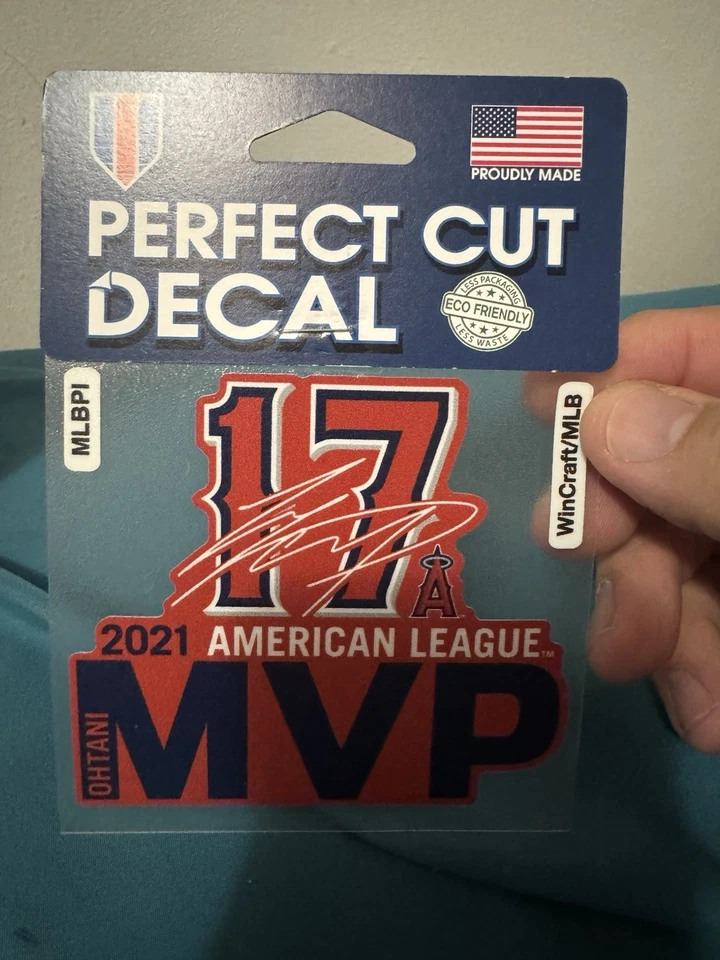 PROUDLY MADE
PERFECT CUT
DECAL
LESS PACKAGING
ECO FRIENDLY
LESS WASTE
MLBPI
WinCraft/MLB
17
A
2021 AMERICAN LEAGUE™
OHTANI
MVP